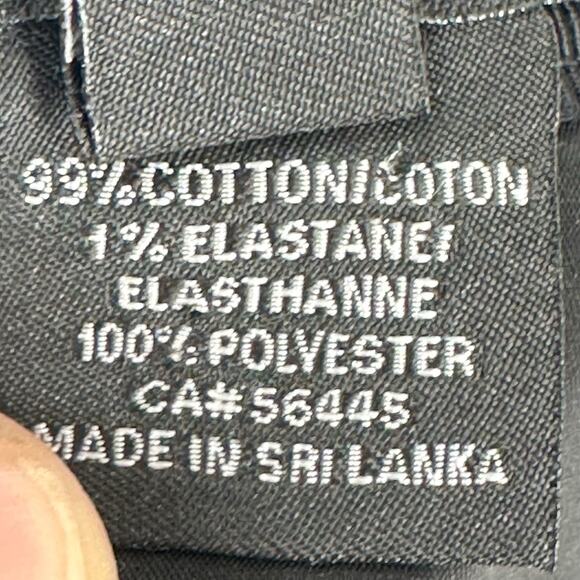 99% COTTON/COTON
1% ELASTANE/
ELASTHANNE
100% POLYESTER
CA#56445
MADE IN SRI LANKA